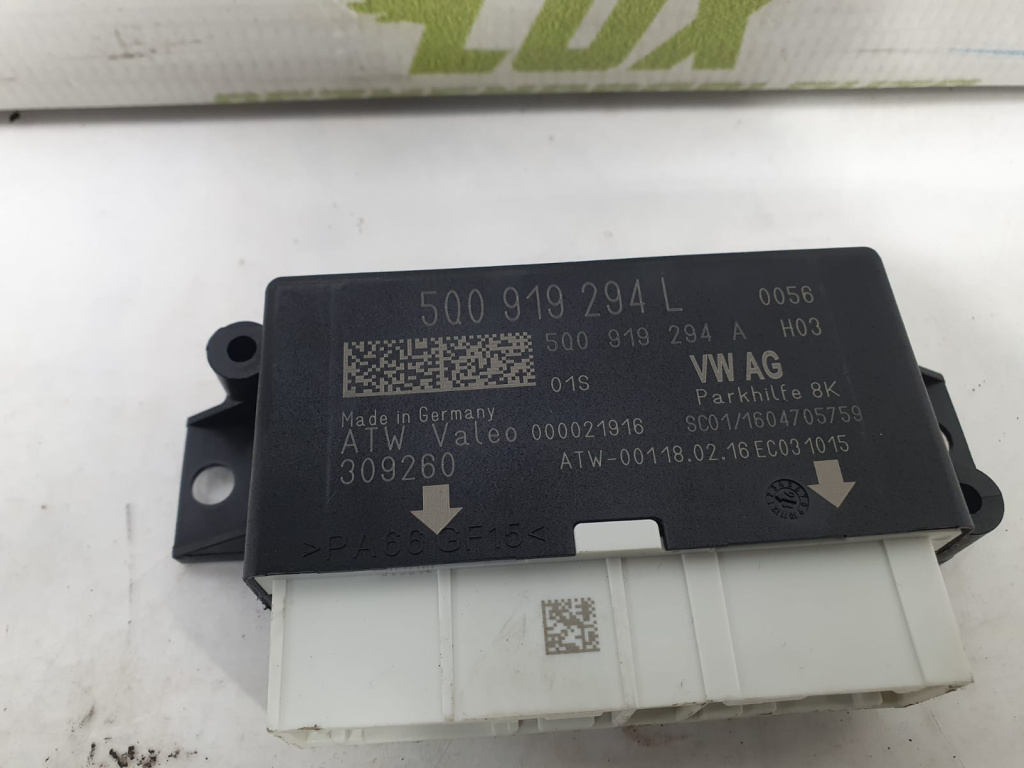 LUX
5Q0 919 294 L 0056
5Q0 919 294 A H03
01S VW AG
Parkhilfe 8K
Made in Germany SC01/1604705759
ATW Valeo 000021916
309260 ATW-00118.02.16 EC031015
>PA66 GF15<